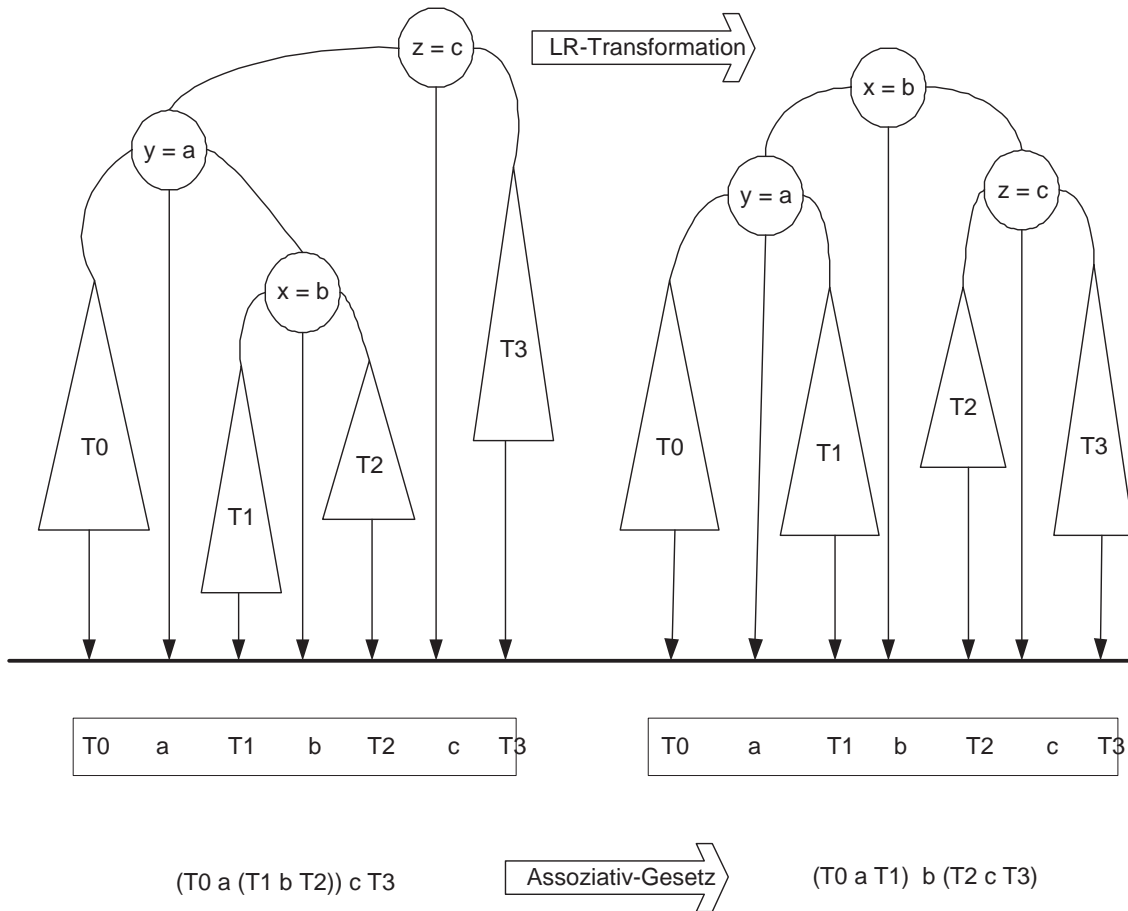 z = c
LR-Transformation
x = b
y = a
y = a
z = c
x = b
T3
T2
T0
T2
T1
T0
T1
T3
T0 a T1 b T2 c T3
T0 a T1 b T2 c T3
(T0 a (T1 b T2)) c T3
Assoziativ-Gesetz
(T0 a T1) b (T2 c T3)